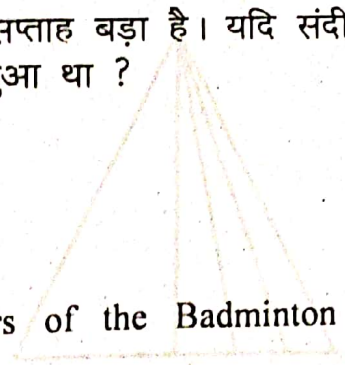 सप्ताह बड़ा है। यदि संदी
हुआ था ?
s of the Badminton